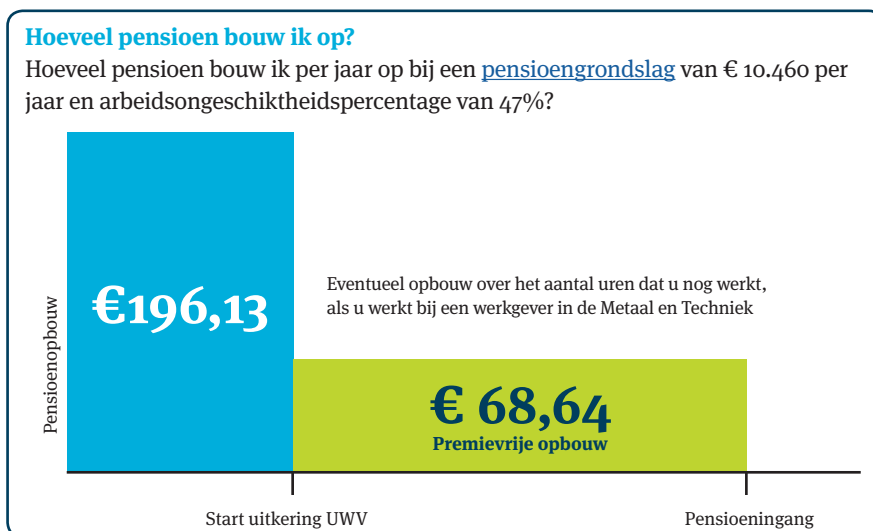 Hoeveel pensioen bouw ik op?
Hoeveel pensioen bouw ik per jaar op bij een pensioengrondslag van € 10.460 per
jaar en arbeidsongeschiktheidspercentage van 47%?
Pensioenopbouw
€196,13
Eventueel opbouw over het aantal uren dat u nog werkt,
als u werkt bij een werkgever in de Metaal en Techniek
€ 68,64
Premievrije opbouw
Start uitkering UWV
Pensioeningang